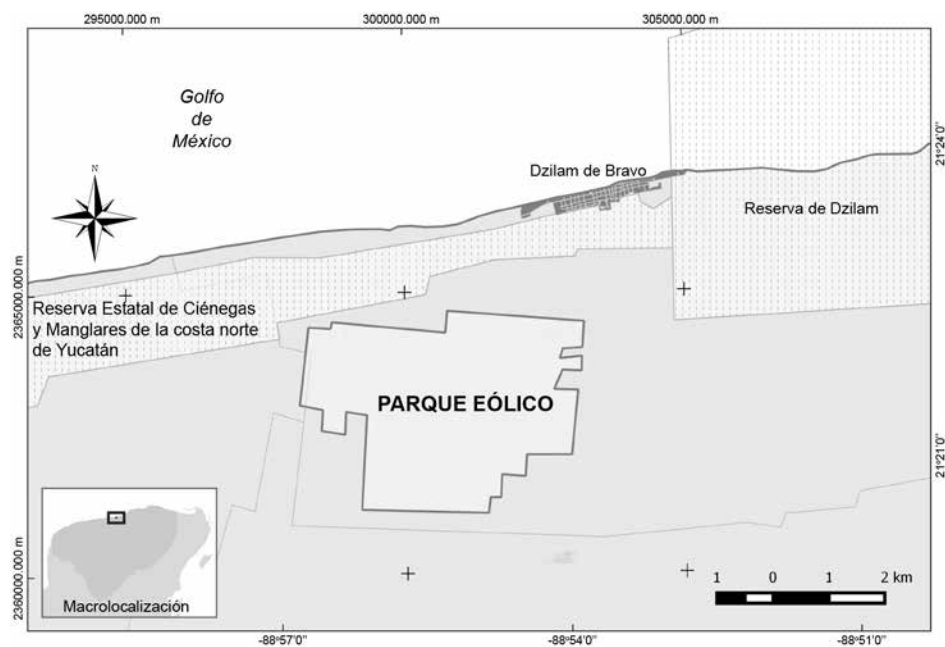 295000.000 m
300000.000 m
305000.000 m
Golfo
de
México
N
21°24'0"
Dzilam de Bravo
Reserva de Dzilam
2365000.000 m
Reserva Estatal de Ciénegas
y Manglares de la costa norte
de Yucatán
PARQUE EÓLICO
21°21'0"
2360000.000 m
Macrolocalización
1 0 1 2 km
-88°57'0"
-88°54'0"
-88°51'0"